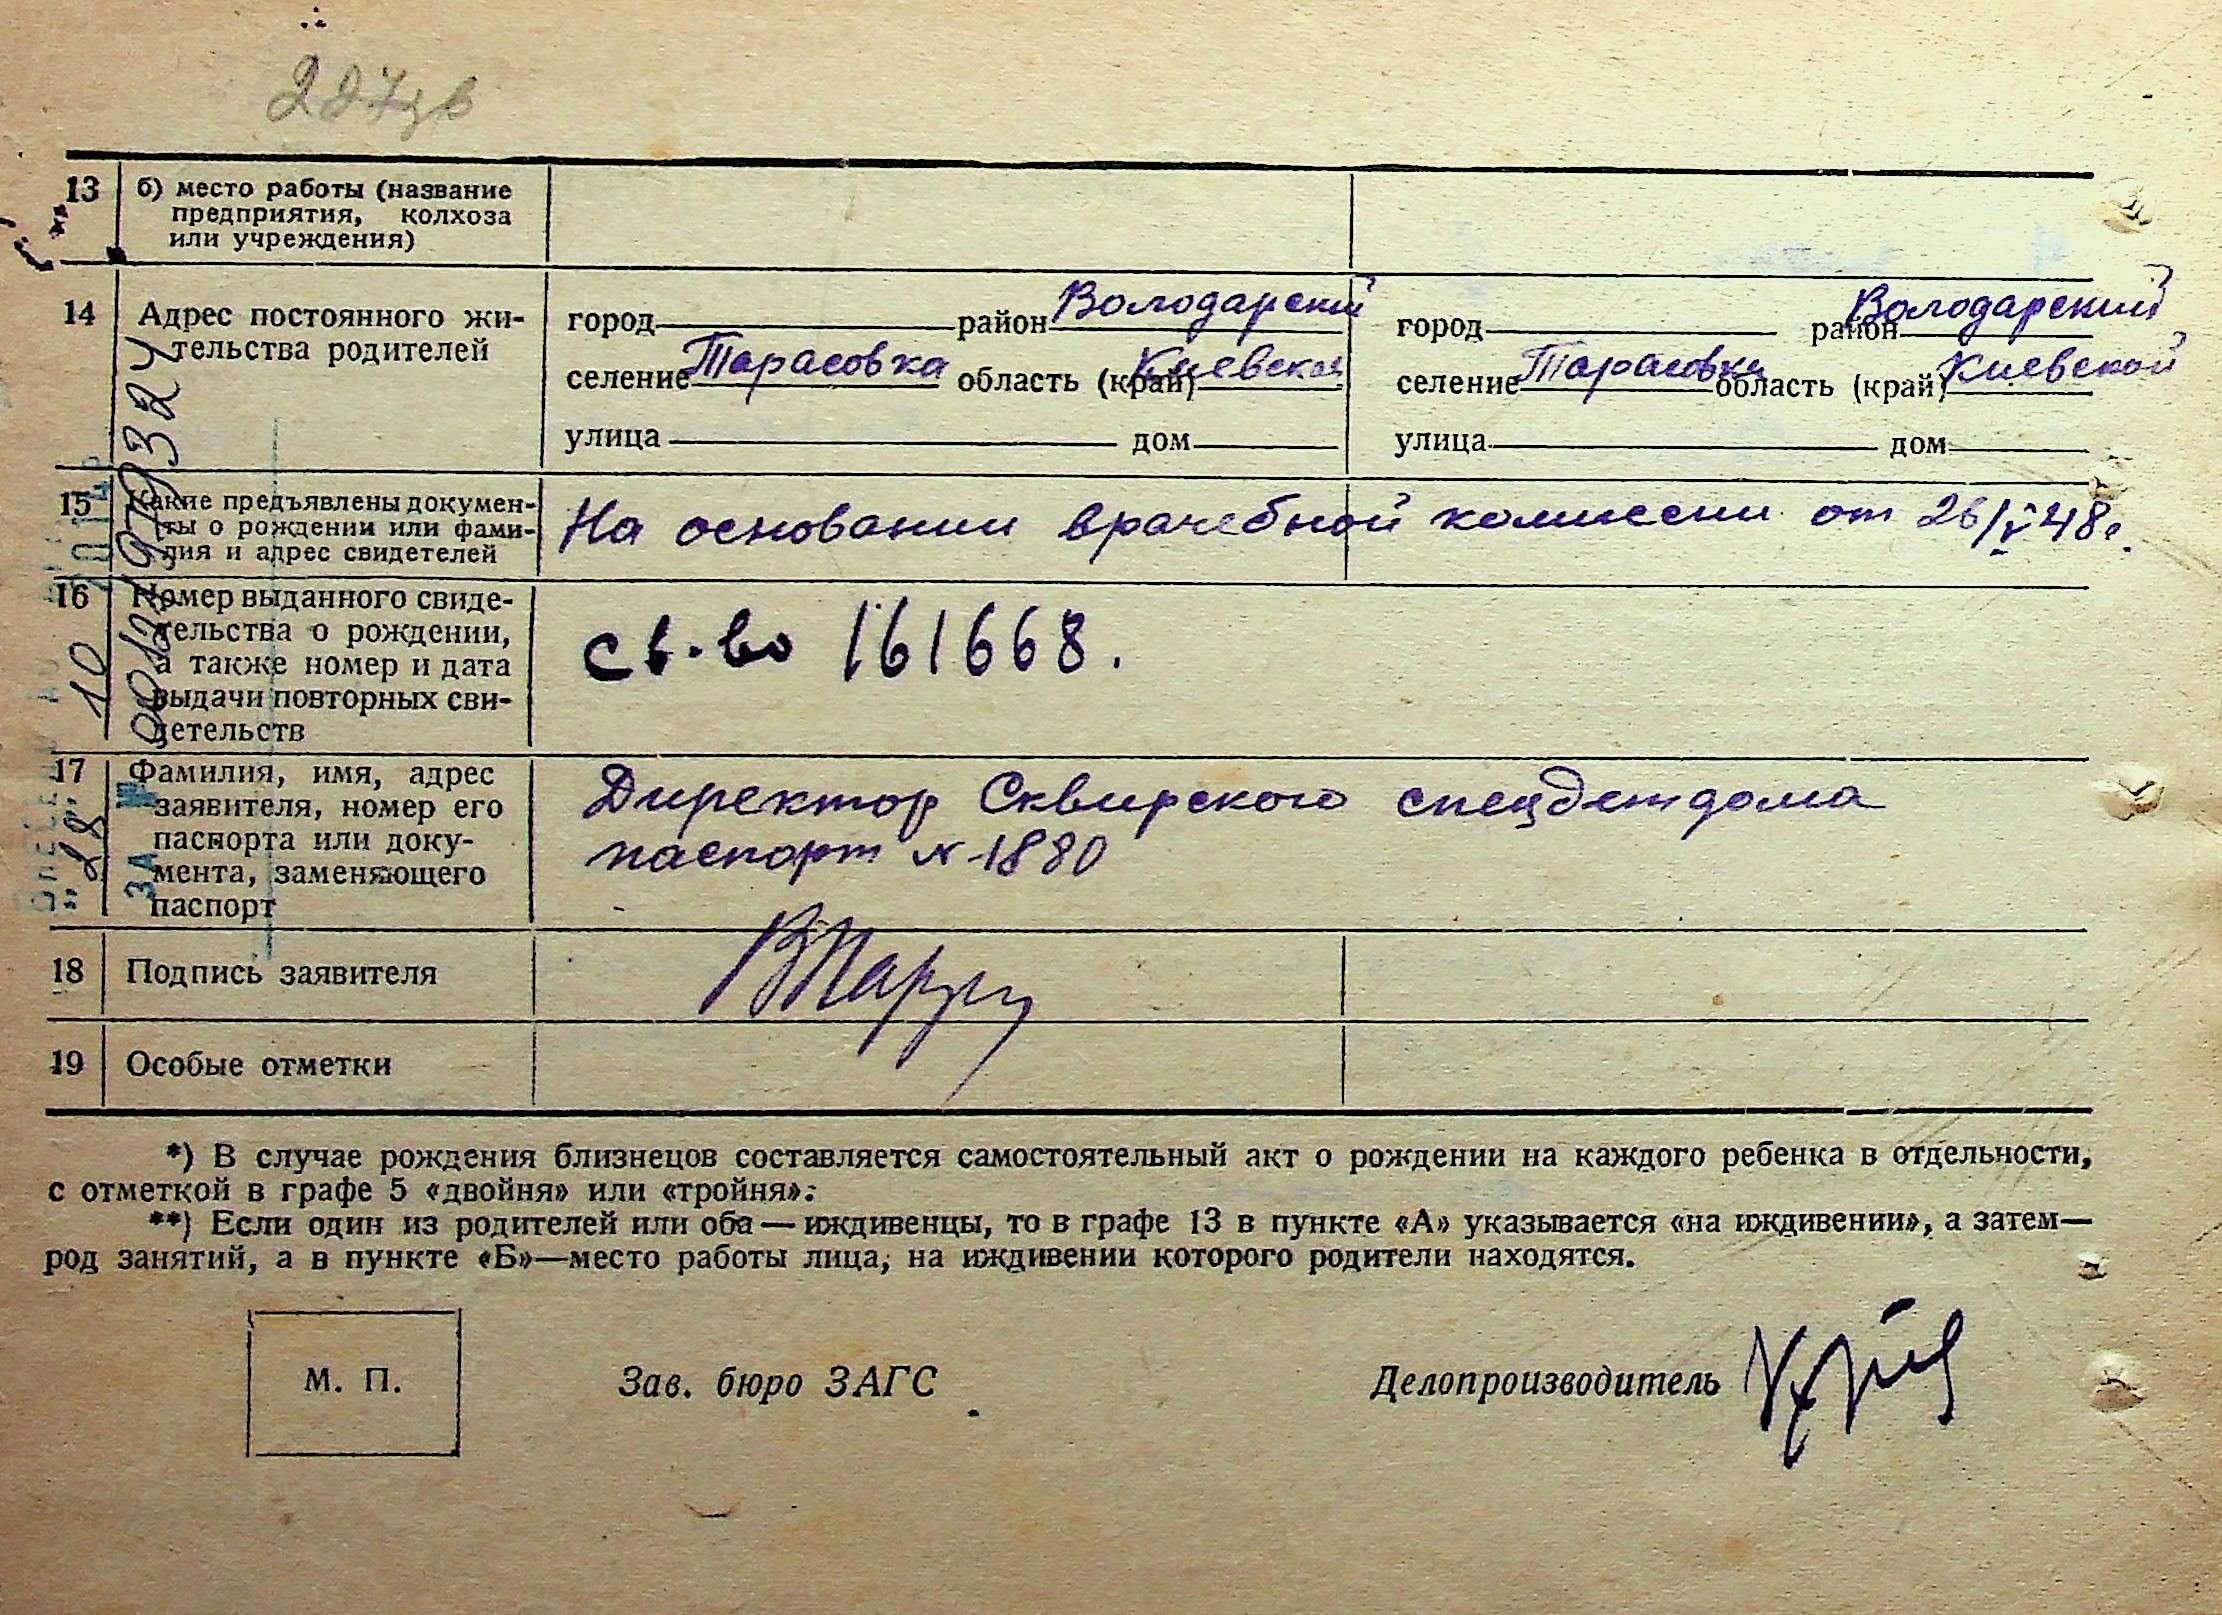 13 б) место работы (название
предприятия, колхоза
или учреждения)
14 Адрес постоянного жи-
тельства родителей
город район Володарский
селение Тарасовка область (край) Киевская
улица дом
город район Володарский
селение Тарасовка область (край) Киевской
улица дом
15 Какие предъявлены докумен-
ты о рождении или фами-
лия и адрес свидетелей
На основании врачебной комиссии от 26/V 48г.
16 Номер выданного свиде-
тельства о рождении,
а также номер и дата
выдачи повторных сви-
детельств
св-во 161668.
17 Фамилия, имя, адрес
заявителя, номер его
паспорта или доку-
мента, заменяющего
паспорт
Директор Сквирского спецдетдома
паспорт N-1880
18 Подпись заявителя
19 Особые отметки
*) В случае рождения близнецов составляется самостоятельный акт о рождении на каждого ребенка в отдельности,
с отметкой в графе 5 «двойня» или «тройня».
**) Если один из родителей или оба — иждивенцы, то в графе 13 в пункте «А» указывается «на иждивении», а затем—
род занятий, а в пункте «Б»—место работы лица, на иждивении которого родители находятся.
М. П.
Зав. бюро ЗАГС
Делопроизводитель